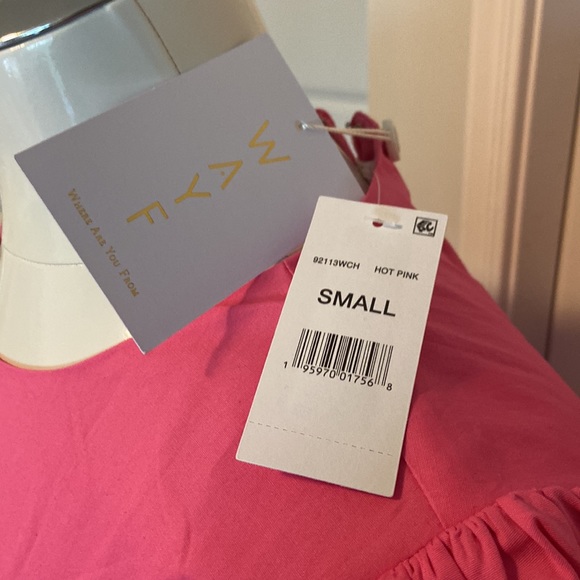 WAYF
WHERE ARE YOU FROM
92113WCH HOT PINK
SMALL
1 95970 01756 8